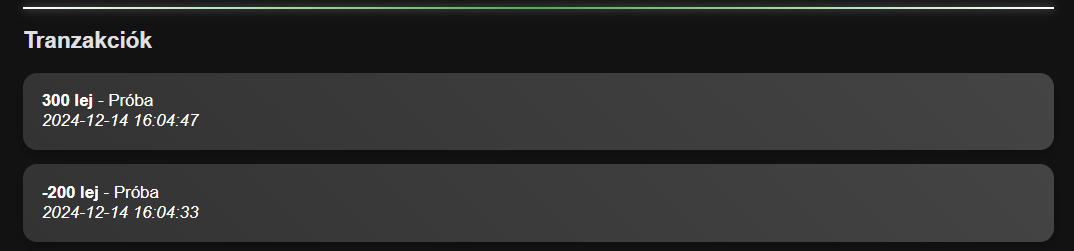 Tranzakciók
300 lej - Próba
2024-12-14 16:04:47
-200 lej - Próba
2024-12-14 16:04:33